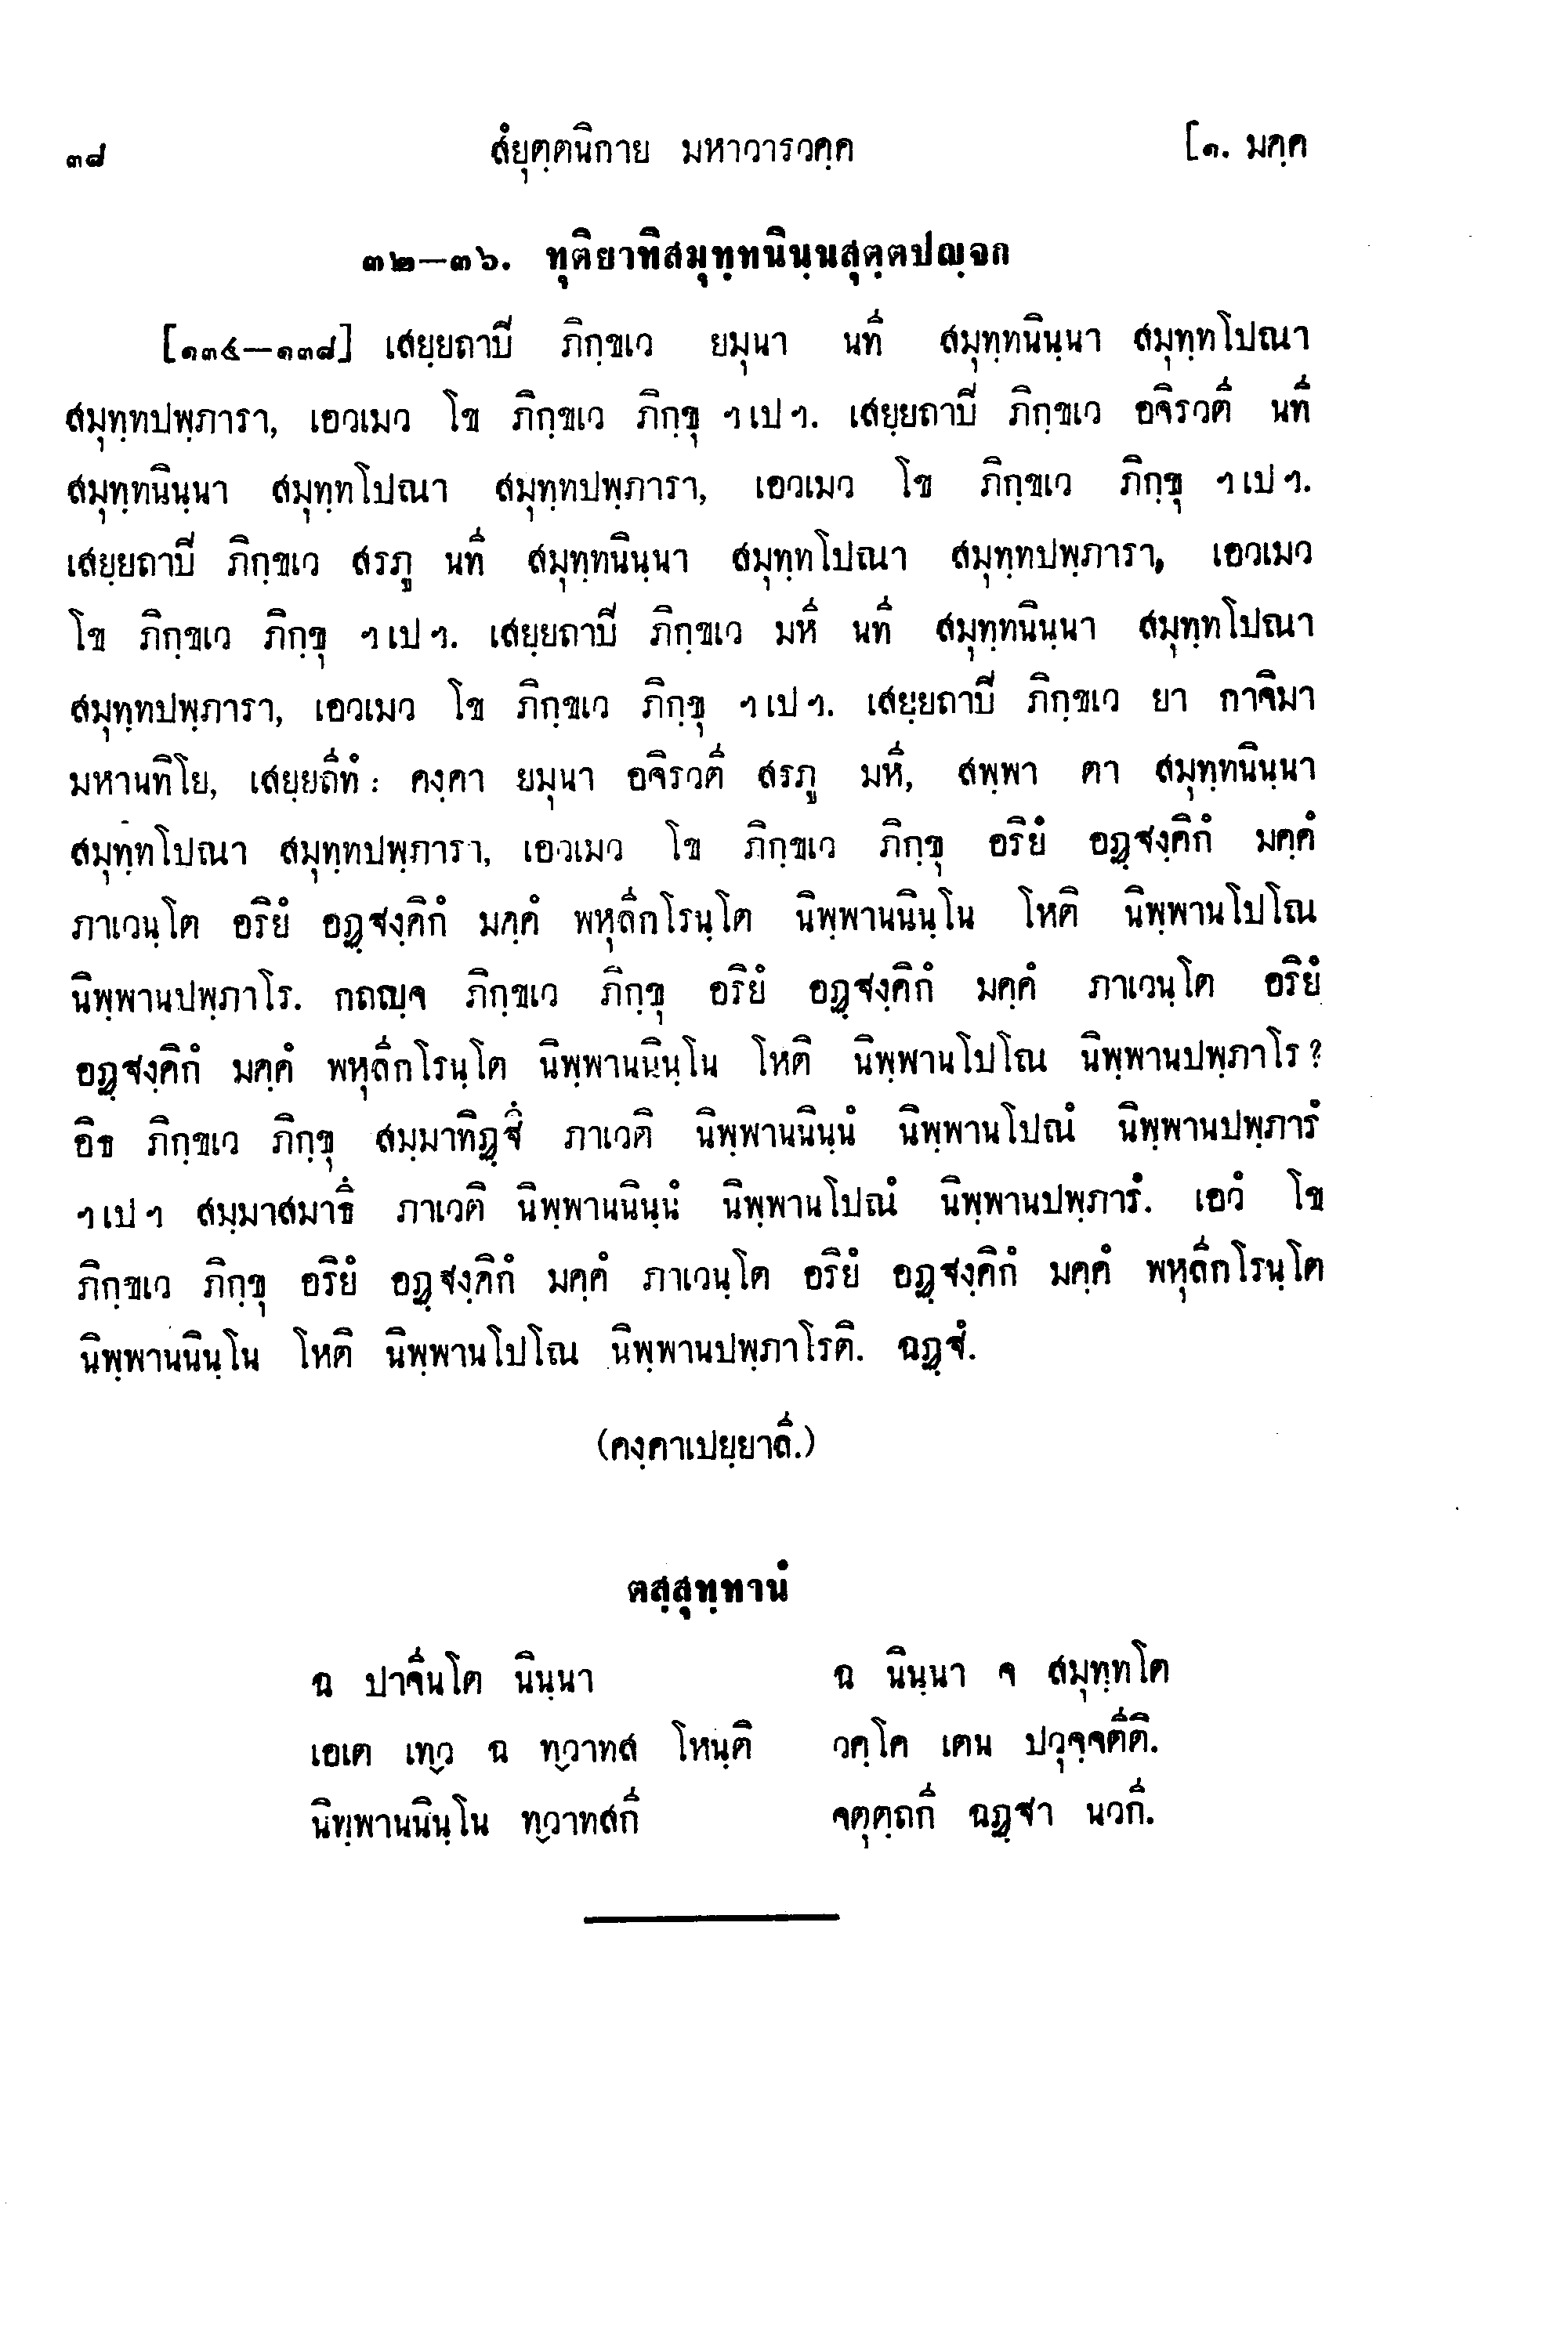 ๓๘ สํยุตฺตนิกาย มหาวารวคฺค [๑. มคฺค
๓๒—๓๖. ทุติยาทิสมุทฺทนินฺนสุตฺตปญฺจก
[๑๓๔—๑๓๘] เสยฺยถาปิ ภิกฺขเว ยมุนา นที สมุทฺทนินฺนา สมุทฺทโปณา
สมุทฺทปพฺภารา, เอวเมว โข ภิกฺขเว ภิกฺขุ ฯเปฯ. เสยฺยถาปิ ภิกฺขเว อจิรวตี นที
สมุทฺทนินฺนา สมุทฺทโปณา สมุทฺทปพฺภารา, เอวเมว โข ภิกฺขเว ภิกฺขุ ฯเปฯ.
เสยฺยถาปิ ภิกฺขเว สรภู นที สมุทฺทนินฺนา สมุทฺทโปณา สมุทฺทปพฺภารา, เอวเมว
โข ภิกฺขเว ภิกฺขุ ฯเปฯ. เสยฺยถาปิ ภิกฺขเว มหี นที สมุทฺทนินฺนา สมุทฺทโปณา
สมุทฺทปพฺภารา, เอวเมว โข ภิกฺขเว ภิกฺขุ ฯเปฯ. เสยฺยถาปิ ภิกฺขเว ยา กาจิมา
มหานทิโย, เสยฺยถีทํ: คงฺคา ยมุนา อจิรวตี สรภู มหี, สพฺพา ตา สมุทฺทนินฺนา
สมุทฺทโปณา สมุทฺทปพฺภารา, เอวเมว โข ภิกฺขเว ภิกฺขุ อริยํ อฏฺฐงฺคิกํ มคฺคํ
ภาเวนฺโต อริยํ อฏฺฐงฺคิกํ มคฺคํ พหุลีกโรนฺโต นิพฺพานนินฺโน โหติ นิพฺพานโปโณ
นิพฺพานปพฺภาโร. กถญฺจ ภิกฺขเว ภิกฺขุ อริยํ อฏฺฐงฺคิกํ มคฺคํ ภาเวนฺโต อริยํ
อฏฺฐงฺคิกํ มคฺคํ พหุลีกโรนฺโต นิพฺพานนินฺโน โหติ นิพฺพานโปโณ นิพฺพานปพฺภาโร?
อิธ ภิกฺขเว ภิกฺขุ สมฺมาทิฏฺฐึ ภาเวติ นิพฺพานนินฺนํ นิพฺพานโปณํ นิพฺพานปพฺภารํ
ฯเปฯ สมฺมาสมาธึ ภาเวติ นิพฺพานนินฺนํ นิพฺพานโปณํ นิพฺพานปพฺภารํ. เอวํ โข
ภิกฺขเว ภิกฺขุ อริยํ อฏฺฐงฺคิกํ มคฺคํ ภาเวนฺโต อริยํ อฏฺฐงฺคิกํ มคฺคํ พหุลีกโรนฺโต
นิพฺพานนินฺโน โหติ นิพฺพานโปโณ นิพฺพานปพฺภาโรติ. ฉฏฺฐํ.
(คงฺคาเปยฺยาลี.)
ตสฺสุทฺทานํ
ฉ ปาจีนโต นินฺนา ฉ นินฺนา จ สมุทฺทโต
เอเต เทฺว ฉ ทฺวาทส โหนฺติ วคฺโค เตน ปวุจฺจตีติ.
นิพฺพานนินฺโน ทฺวาทสกี จตุตฺถกี ฉฏฺฐา นวกี.